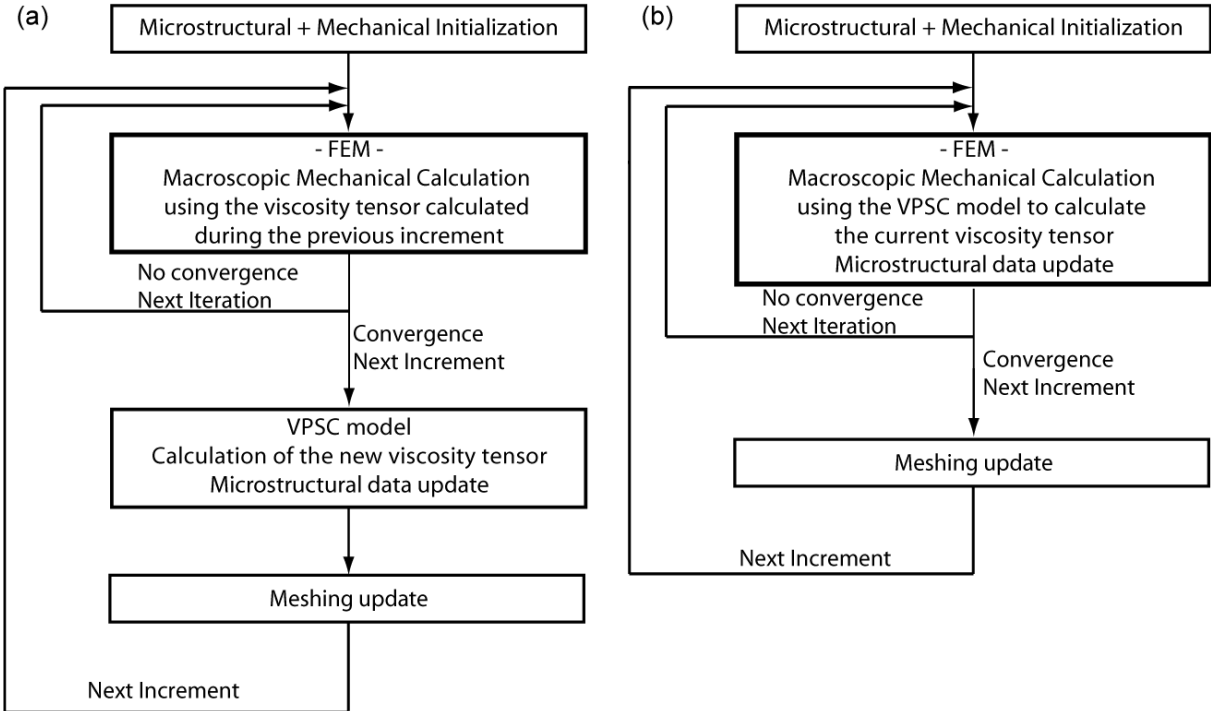 (a)
Microstructural + Mechanical Initialization
- FEM -
Macroscopic Mechanical Calculation
using the viscosity tensor calculated
during the previous increment
No convergence
Next Iteration
Convergence
Next Increment
VPSC model
Calculation of the new viscosity tensor
Microstructural data update
Meshing update
Next Increment
(b)
Microstructural + Mechanical Initialization
- FEM -
Macroscopic Mechanical Calculation
using the VPSC model to calculate
the current viscosity tensor
Microstructural data update
No convergence
Next Iteration
Convergence
Next Increment
Meshing update
Next Increment